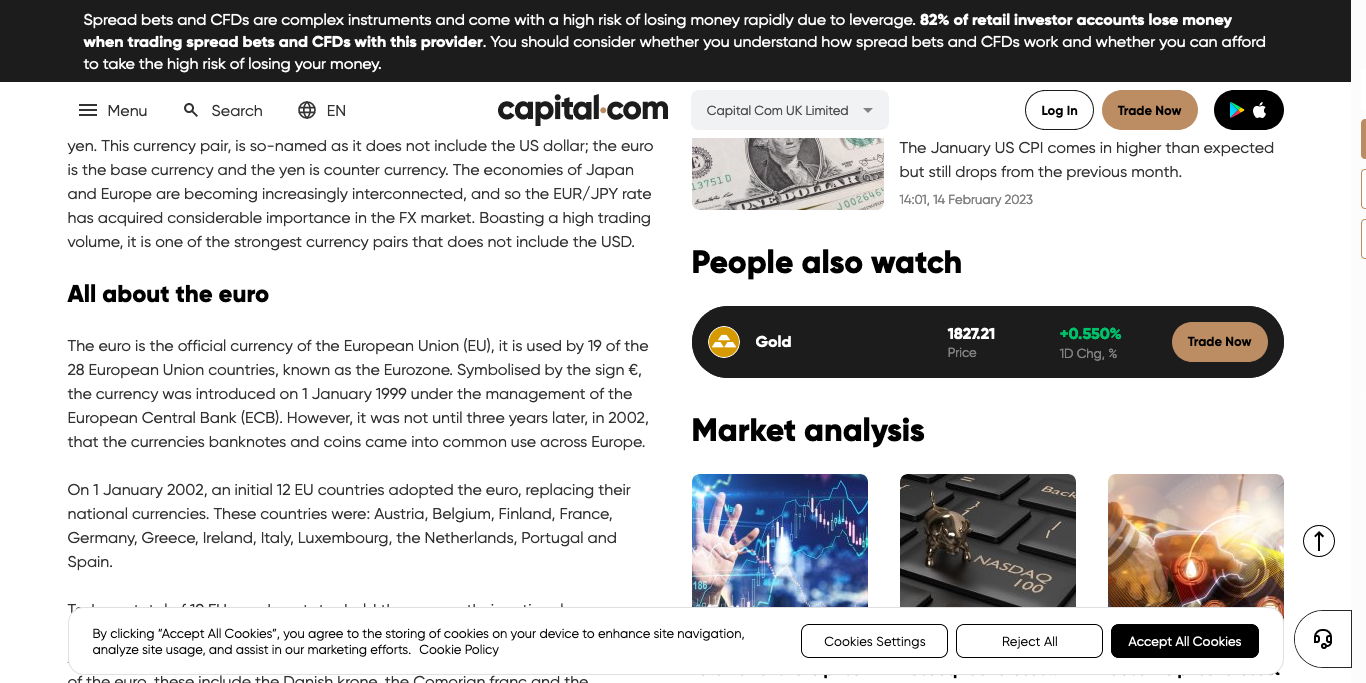 Spread bets and CFDs are complex instruments and come with a high risk of losing money rapidly due to leverage. 82% of retail investor accounts lose money
when trading spread bets and CFDs with this provider. You should consider whether you understand how spread bets and CFDs work and whether you can afford
to take the high risk of losing your money.
Menu
Search
EN
capital.com
Capital Com UK Limited
Log In
Trade Now
yen. This currency pair, is so-named as it does not include the US dollar; the euro
is the base currency and the yen is counter currency. The economies of Japan
and Europe are becoming increasingly interconnected, and so the EUR/JPY rate
has acquired considerable importance in the FX market. Boasting a high trading
volume, it is one of the strongest currency pairs that does not include the USD.
All about the euro
The euro is the official currency of the European Union (EU), it is used by 19 of the
28 European Union countries, known as the Eurozone. Symbolised by the sign €,
the currency was introduced on 1 January 1999 under the management of the
European Central Bank (ECB). However, it was not until three years later, in 2002,
that the currencies banknotes and coins came into common use across Europe.
On 1 January 2002, an initial 12 EU countries adopted the euro, replacing their
national currencies. These countries were: Austria, Belgium, Finland, France,
Germany, Greece, Ireland, Italy, Luxembourg, the Netherlands, Portugal and
Spain.
of the euro, these include the Danish krone, the Comorian franc and the
13751 D
ONE DOLLAR
The January US CPI comes in higher than expected
but still drops from the previous month.
14:01, 14 February 2023
People also watch
Gold
1827.21
Price
+0.550%
1D Chg, %
Trade Now
Market analysis
186
Back
NASDAQ
100
By clicking “Accept All Cookies”, you agree to the storing of cookies on your device to enhance site navigation,
analyze site usage, and assist in our marketing efforts. Cookie Policy
Cookies Settings
Reject All
Accept All Cookies